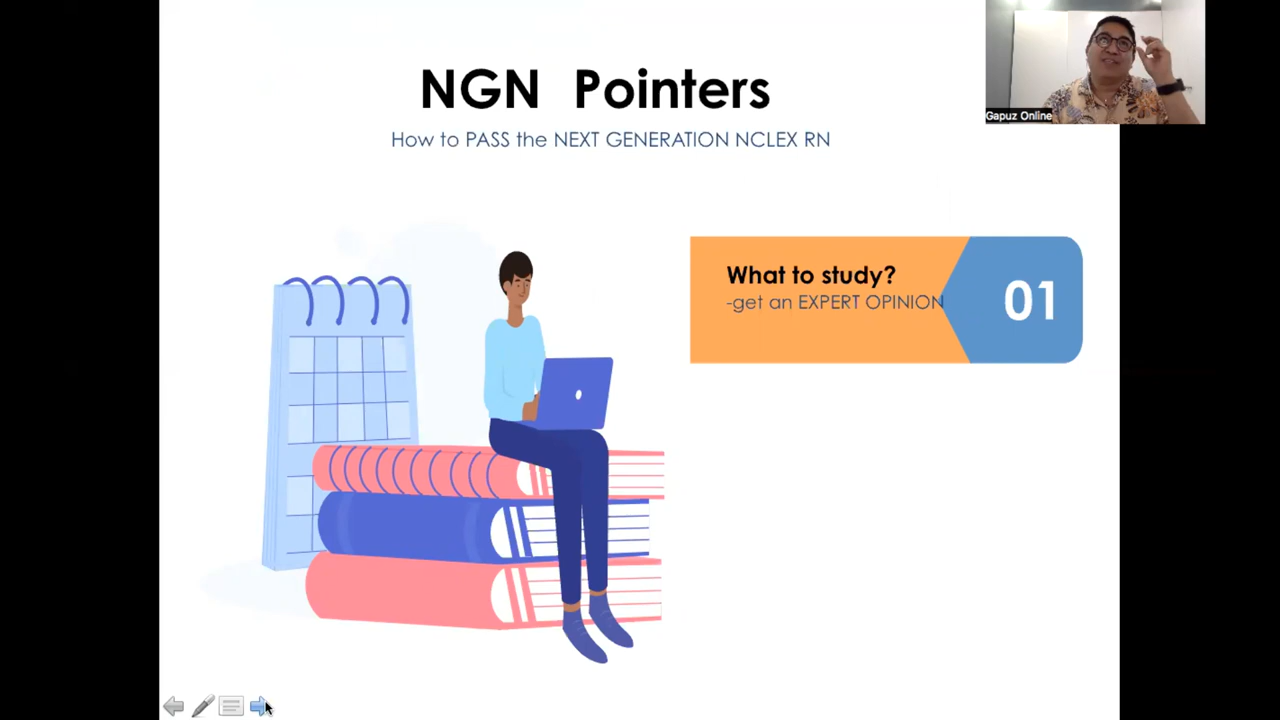 NGN Pointers
How to PASS the NEXT GENERATION NCLEX RN
Gapuz Online
What to study?
-get an EXPERT OPINION
01